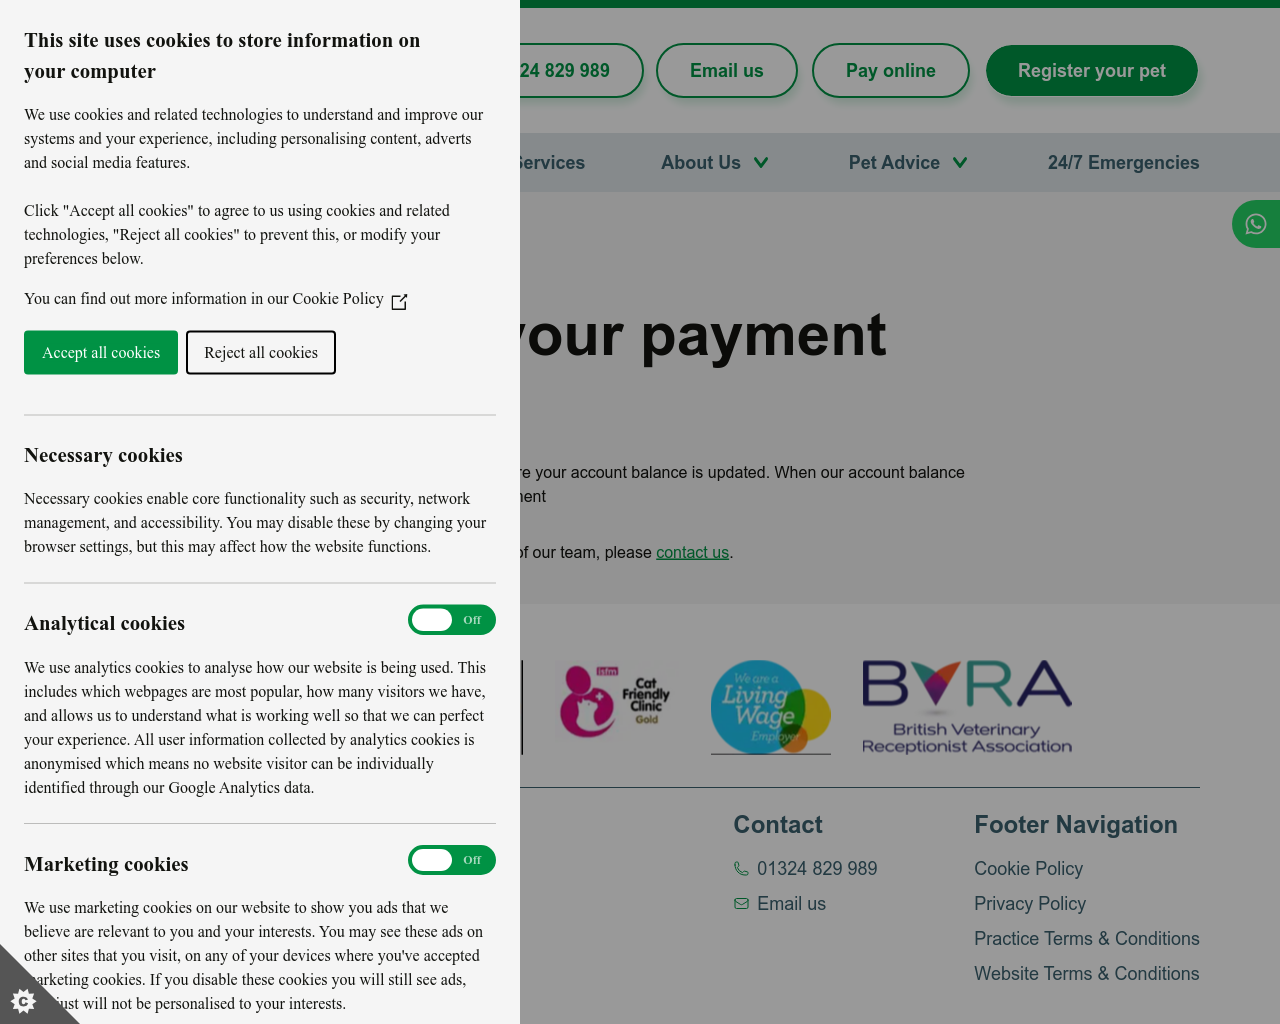 This site uses cookies to store information on
your computer
We use cookies and related technologies to understand and improve our
systems and your experience, including personalising content, adverts
and social media features.
Click "Accept all cookies" to agree to us using cookies and related
technologies, "Reject all cookies" to prevent this, or modify your
preferences below.
You can find out more information in our Cookie Policy
Accept all cookies
Reject all cookies
Necessary cookies
Necessary cookies enable core functionality such as security, network
management, and accessibility. You may disable these by changing your
browser settings, but this may affect how the website functions.
Analytical cookies
Off
We use analytics cookies to analyse how our website is being used. This
includes which webpages are most popular, how many visitors we have,
and allows us to understand what is working well so that we can perfect
your experience. All user information collected by analytics cookies is
anonymised which means no website visitor can be individually
identified through our Google Analytics data.
Marketing cookies
Off
We use marketing cookies on our website to show you ads that we
believe are relevant to you and your interests. You may see these ads on
other sites that you visit, on any of your devices where you've accepted
marketing cookies. If you disable these cookies you will still see ads,
just will not be personalised to your interests.
24 829 989
Email us
Pay online
Register your pet
Services
About Us
Pet Advice
24/7 Emergencies
your payment
your account balance is updated. When our account balance
of our team, please contact us.
isfm
Cat
Friendly
Clinic
Gold
We are a
Living
Wage
Employer
BVRA
British Veterinary
Receptionist Association
Contact
01324 829 989
Email us
Footer Navigation
Cookie Policy
Privacy Policy
Practice Terms & Conditions
Website Terms & Conditions